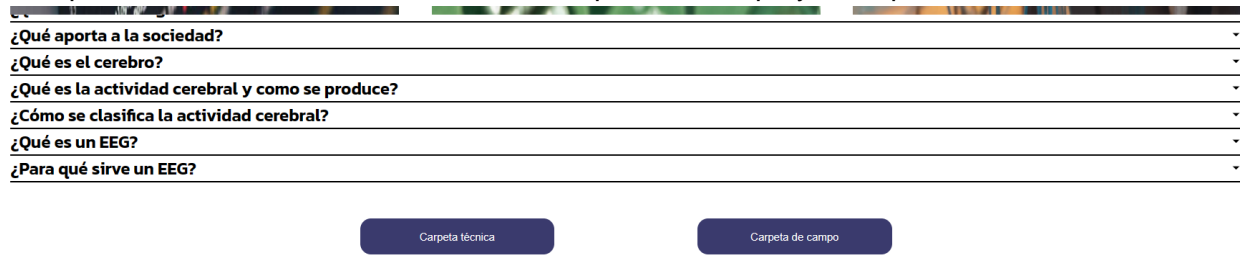 ¿Qué aporta a la sociedad?
¿Qué es el cerebro?
¿Qué es la actividad cerebral y como se produce?
¿Cómo se clasifica la actividad cerebral?
¿Qué es un EEG?
¿Para qué sirve un EEG?
Carpeta técnica
Carpeta de campo